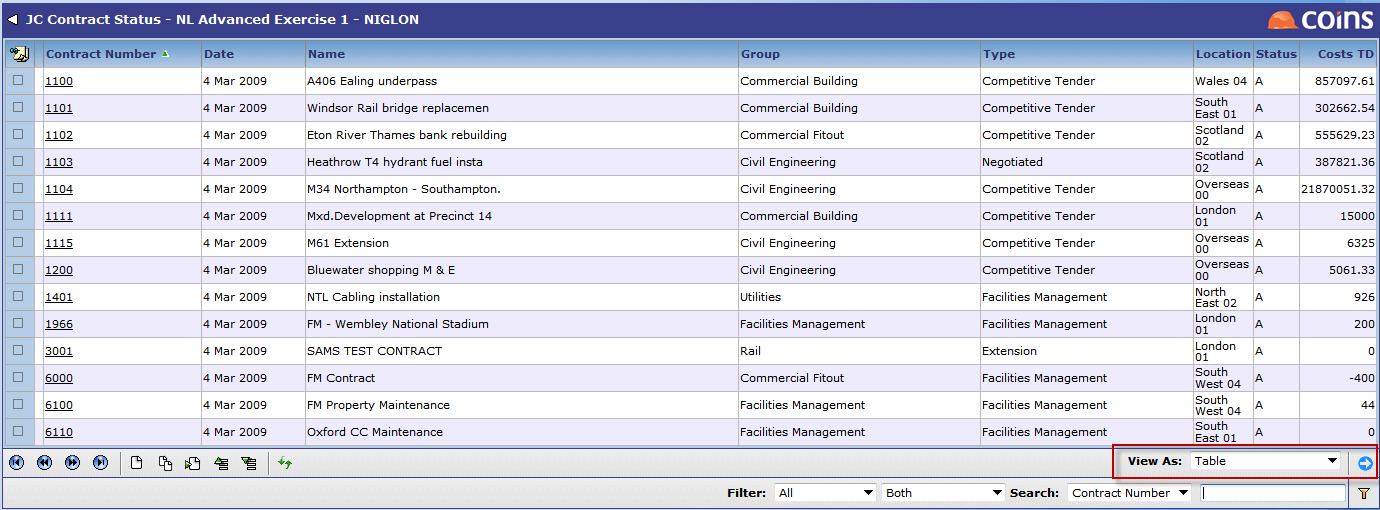 JC Contract Status - NL Advanced Exercise 1 - NIGLON
coins
Contract Number Date Name Group Type Location Status Costs TD
1100 4 Mar 2009 A406 Ealing underpass Commercial Building Competitive Tender Wales 04 A 857097.61
1101 4 Mar 2009 Windsor Rail bridge replacemen Commercial Building Competitive Tender South East 01 A 302662.54
1102 4 Mar 2009 Eton River Thames bank rebuilding Commercial Fitout Competitive Tender Scotland 02 A 555629.23
1103 4 Mar 2009 Heathrow T4 hydrant fuel insta Civil Engineering Negotiated Scotland 02 A 387821.36
1104 4 Mar 2009 M34 Northampton - Southampton. Civil Engineering Competitive Tender Overseas 00 A 21870051.32
1111 4 Mar 2009 Mxd.Development at Precinct 14 Commercial Building Competitive Tender London 01 A 15000
1115 4 Mar 2009 M61 Extension Civil Engineering Competitive Tender Overseas 00 A 6325
1200 4 Mar 2009 Bluewater shopping M & E Civil Engineering Competitive Tender Overseas 00 A 5061.33
1401 4 Mar 2009 NTL Cabling installation Utilities Facilities Management North East 02 A 926
1966 4 Mar 2009 FM - Wembley National Stadium Facilities Management Facilities Management London 01 A 200
3001 4 Mar 2009 SAMS TEST CONTRACT Rail Extension London 01 A 0
6000 4 Mar 2009 FM Contract Commercial Fitout Facilities Management South West 04 A -400
6100 4 Mar 2009 FM Property Maintenance Facilities Management Facilities Management South West 04 A 44
6110 4 Mar 2009 Oxford CC Maintenance Facilities Management Facilities Management South East 01 A 0
View As: Table
Filter: All Both Search: Contract Number